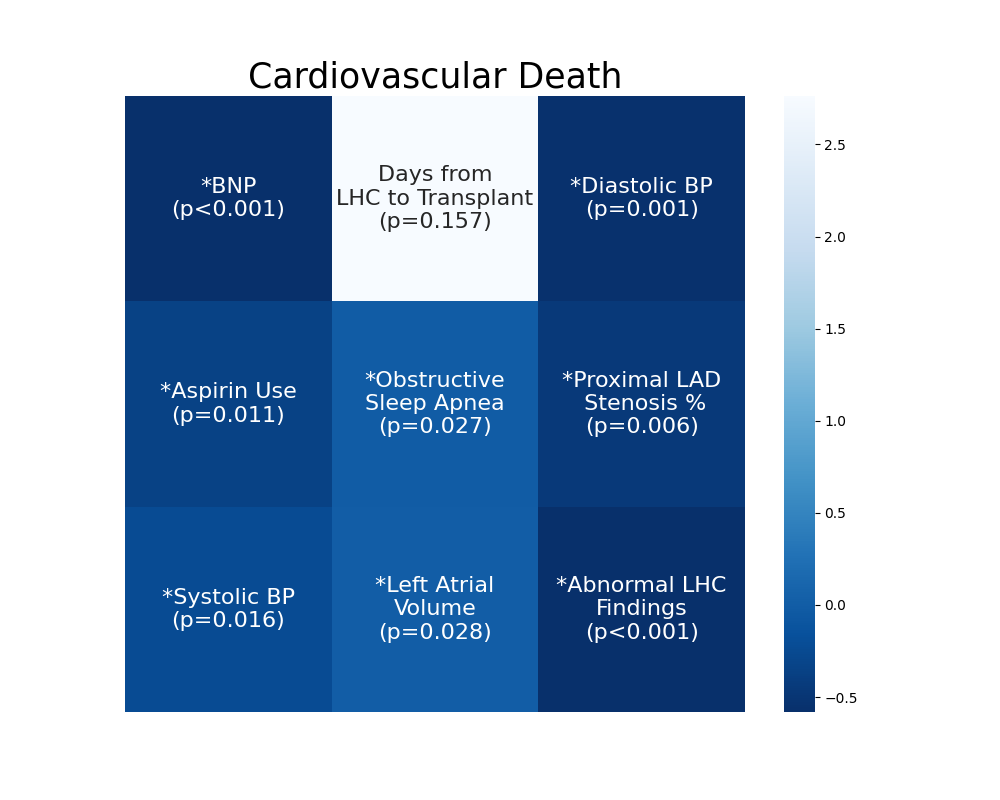 Cardiovascular Death
*BNP
(p<0.001)
Days from
LHC to Transplant
(p=0.157)
*Diastolic BP
(p=0.001)
*Aspirin Use
(p=0.011)
*Obstructive
Sleep Apnea
(p=0.027)
*Proximal LAD
Stenosis %
(p=0.006)
*Systolic BP
(p=0.016)
*Left Atrial
Volume
(p=0.028)
*Abnormal LHC
Findings
(p<0.001)
2.5
2.0
1.5
1.0
0.5
0.0
−0.5